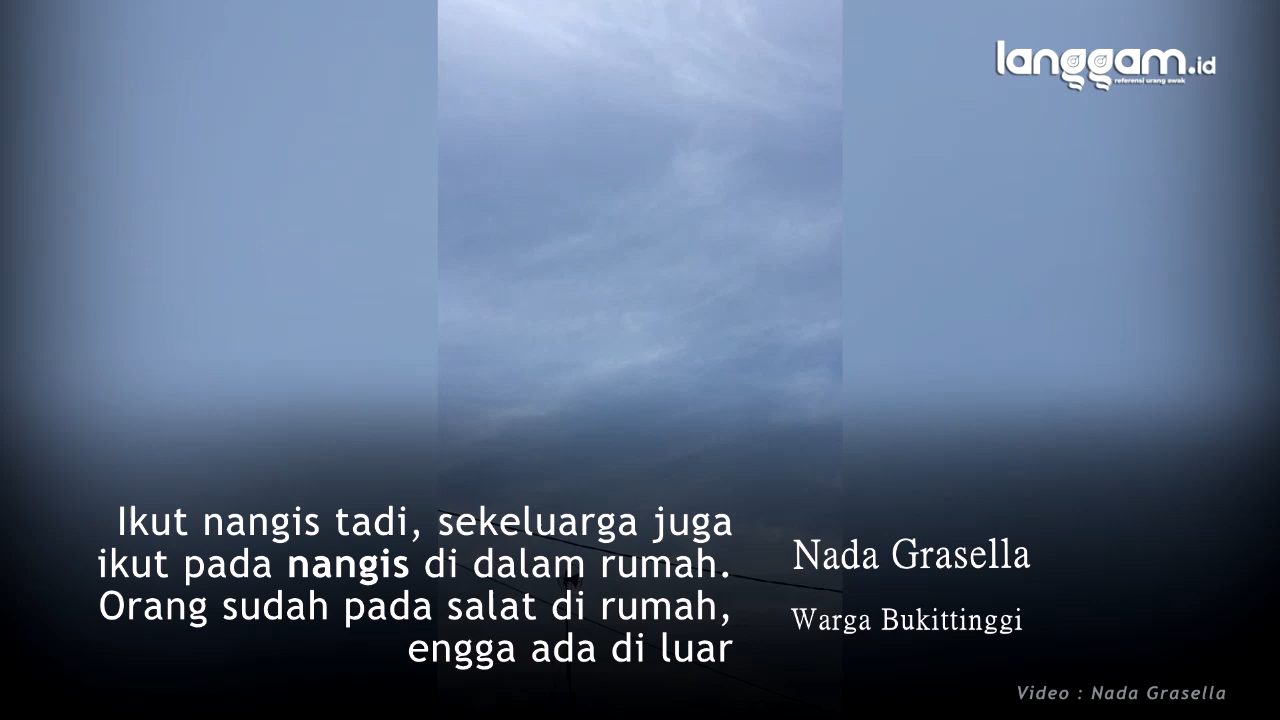 langgam.id
referensi urang awak
Ikut nangis tadi, sekeluarga juga
ikut pada nangis di dalam rumah.
Orang sudah pada salat di rumah,
engga ada di luar
Nada Grasella
Warga Bukittinggi
Video : Nada Grasella